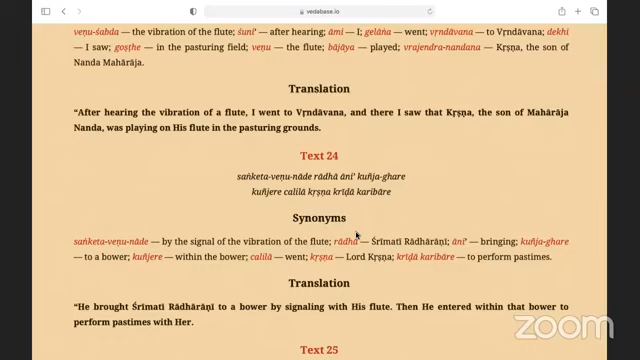 vedabase.io
veṇu-śabda — the vibration of the flute; śuni' — after hearing; āmi — I; gelāṅa — went; vṛndāvana — to Vṛndāvana; dekhi
— I saw; goṣṭhe — in the pasturing field; veṇu — the flute; bājāya — played; vrajendra-nandana — Kṛṣṇa, the son of
Nanda Mahārāja.
Translation
“After hearing the vibration of a flute, I went to Vṛndāvana, and there I saw that Kṛṣṇa, the son of Mahārāja
Nanda, was playing on His flute in the pasturing grounds.
Text 24
saṅketa-veṇu-nāde rādhā āni' kuñja-ghare
kuñjere calilā kṛṣṇa krīḍā karibāre
Synonyms
saṅketa-veṇu-nāde — by the signal of the vibration of the flute; rādhā — Śrīmatī Rādhārāṇī; āni' — bringing; kuñja-ghare
— to a bower; kuñjere — within the bower; calilā — went; kṛṣṇa — Lord Kṛṣṇa; krīḍā karibāre — to perform pastimes.
Translation
“He brought Śrīmatī Rādhārāṇī to a bower by signaling with His flute. Then He entered within that bower to
perform pastimes with Her.
zoom
Text 25